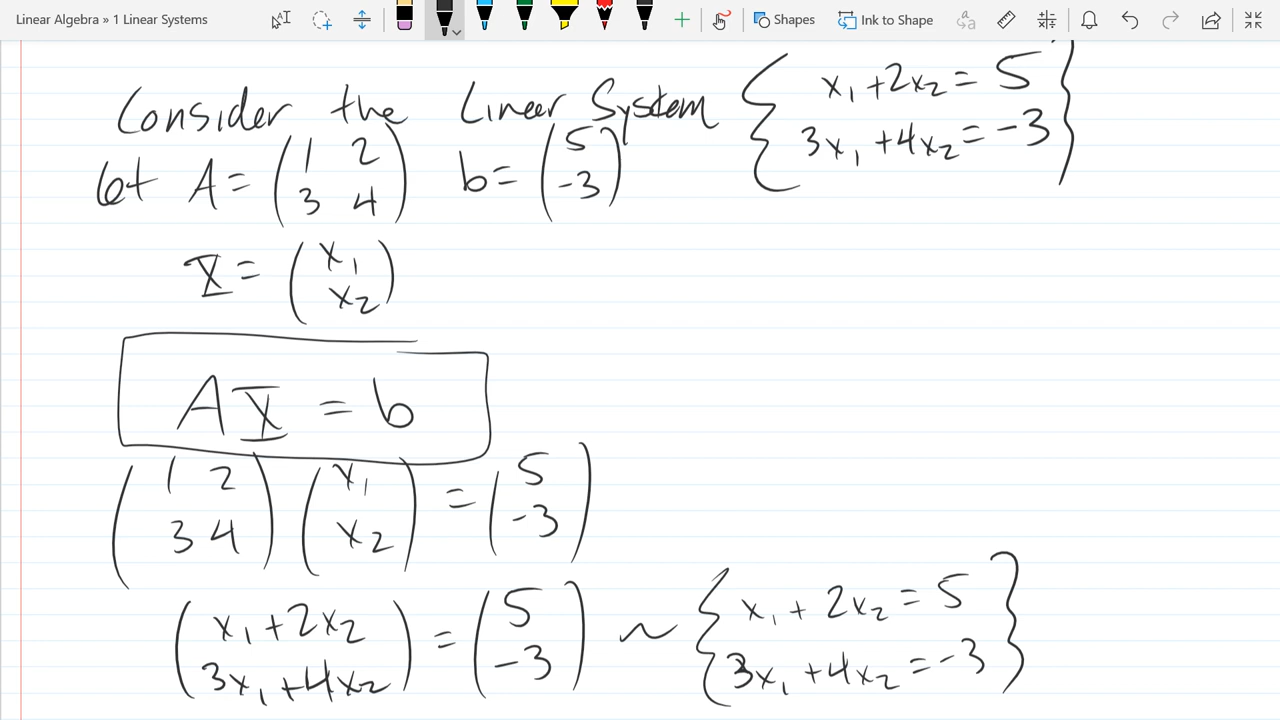 Linear Algebra » 1 Linear Systems
Shapes
Ink to Shape
Consider the Linear System { x₁ + 2x₂ = 5
3x₁ + 4x₂ = -3 }
let A = ( 1 2
3 4 ) b = ( 5
-3 )
X = ( x₁
x₂ )
AX = b
( 1 2
3 4 ) ( x₁
x₂ ) = ( 5
-3 )
( x₁ + 2x₂
3x₁ + 4x₂ ) = ( 5
-3 ) ~ { x₁ + 2x₂ = 5
3x₁ + 4x₂ = -3 }